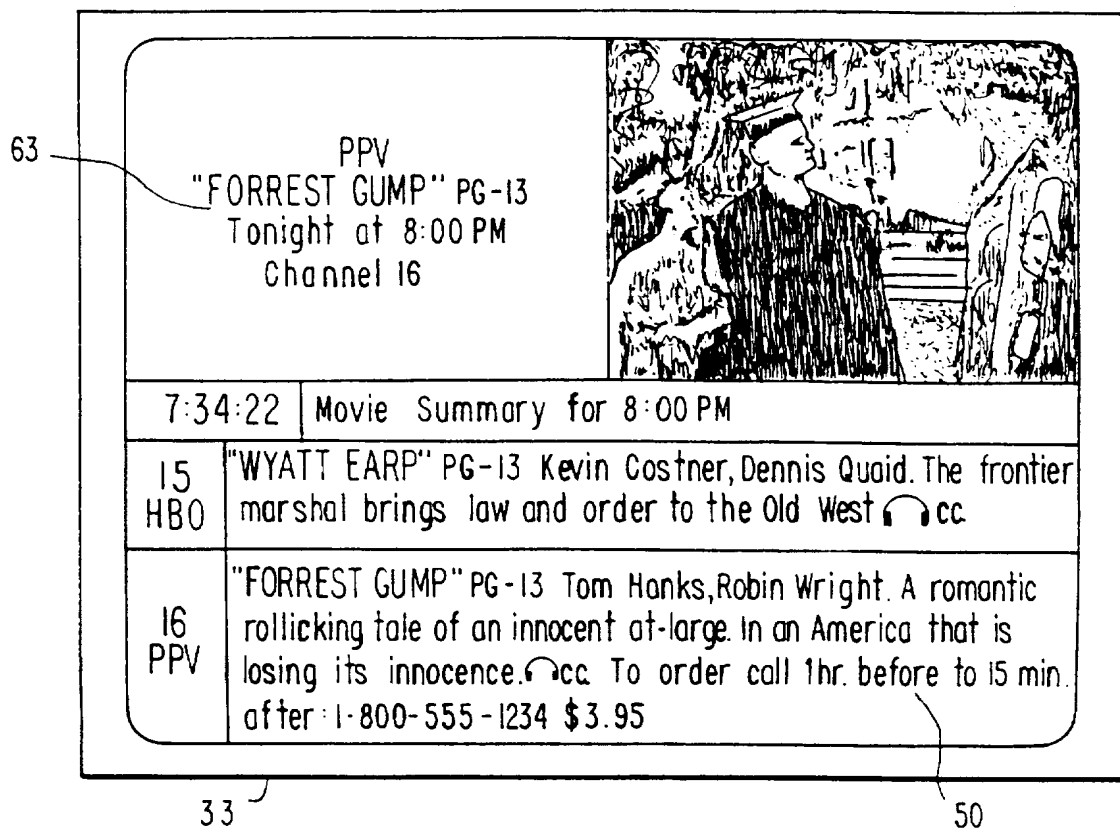 63
PPV
"FORREST GUMP" PG-13
Tonight at 8:00 PM
Channel 16
7:34:22 Movie Summary for 8:00 PM
15
HBO
"WYATT EARP" PG-13 Kevin Costner, Dennis Quaid. The frontier
marshal brings law and order to the Old West cc
16
PPV
"FORREST GUMP" PG-13 Tom Hanks, Robin Wright. A romantic
rollicking tale of an innocent at-large. In an America that is
losing its innocence. cc To order call 1hr. before to 15 min.
after: 1-800-555-1234 $3.95
33
50